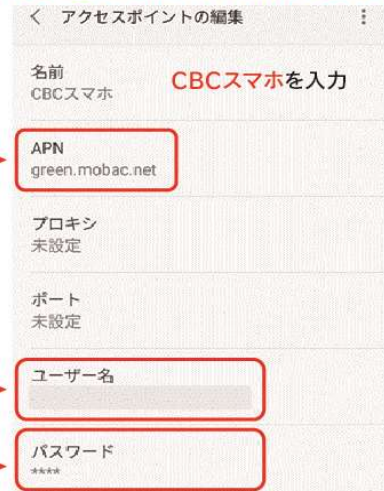 アクセスポイントの編集
名前
CBCスマホ
CBCスマホを入力
APN
green.mobac.net
プロキシ
未設定
ポート
未設定
ユーザー名
パスワード
****